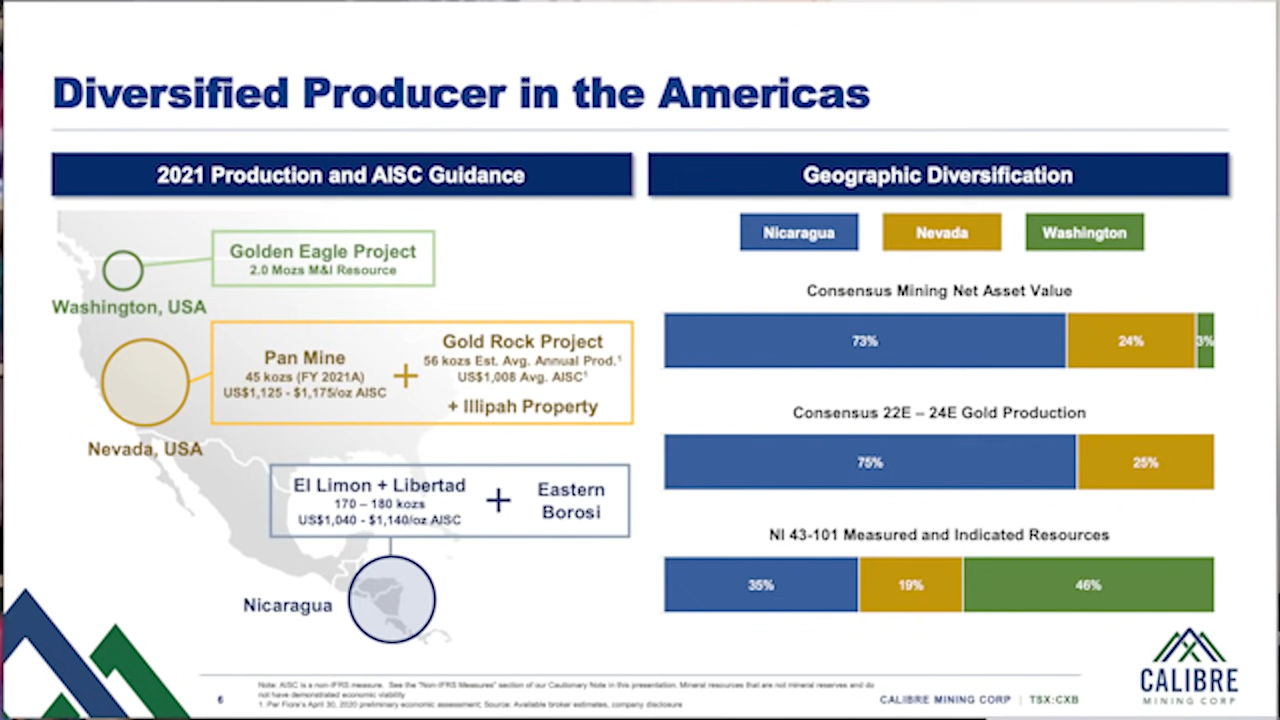 Diversified Producer in the Americas
2021 Production and AISC Guidance
Golden Eagle Project
2.0 Mozs M&I Resource
Washington, USA
Pan Mine
45 kozs (FY 2021A)
US$1,125 - $1,175/oz AISC
+
Gold Rock Project
56 kozs Est. Avg. Annual Prod.¹
US$1,008 Avg. AISC¹
+ Illipah Property
Nevada, USA
El Limon + Libertad
170 – 180 kozs
US$1,040 - $1,140/oz AISC
+
Eastern
Borosi
Nicaragua
Geographic Diversification
Nicaragua Nevada Washington
Consensus Mining Net Asset Value
73% 24% 3%
Consensus 22E – 24E Gold Production
75% 25%
NI 43-101 Measured and Indicated Resources
35% 19% 46%
6
Note: AISC is a non-IFRS measure. See the "Non-IFRS Measures" section of our Cautionary Note in this presentation. Mineral resources that are not mineral reserves and do
not have demonstrated economic viability
1. Per Fiore's April 30, 2020 preliminary economic assessment; Source: Available broker estimates, company disclosure
CALIBRE MINING CORP | TSX:CXB
CALIBRE
MINING CORP